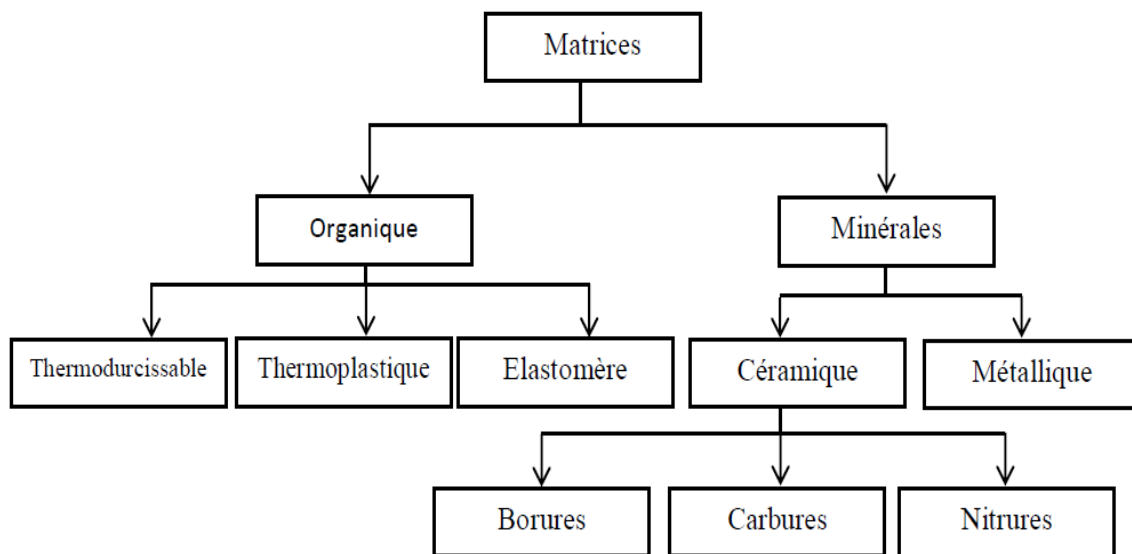 Matrices
Organique
Minérales
Thermodurcissable
Thermoplastique
Elastomère
Céramique
Métallique
Borures
Carbures
Nitrures